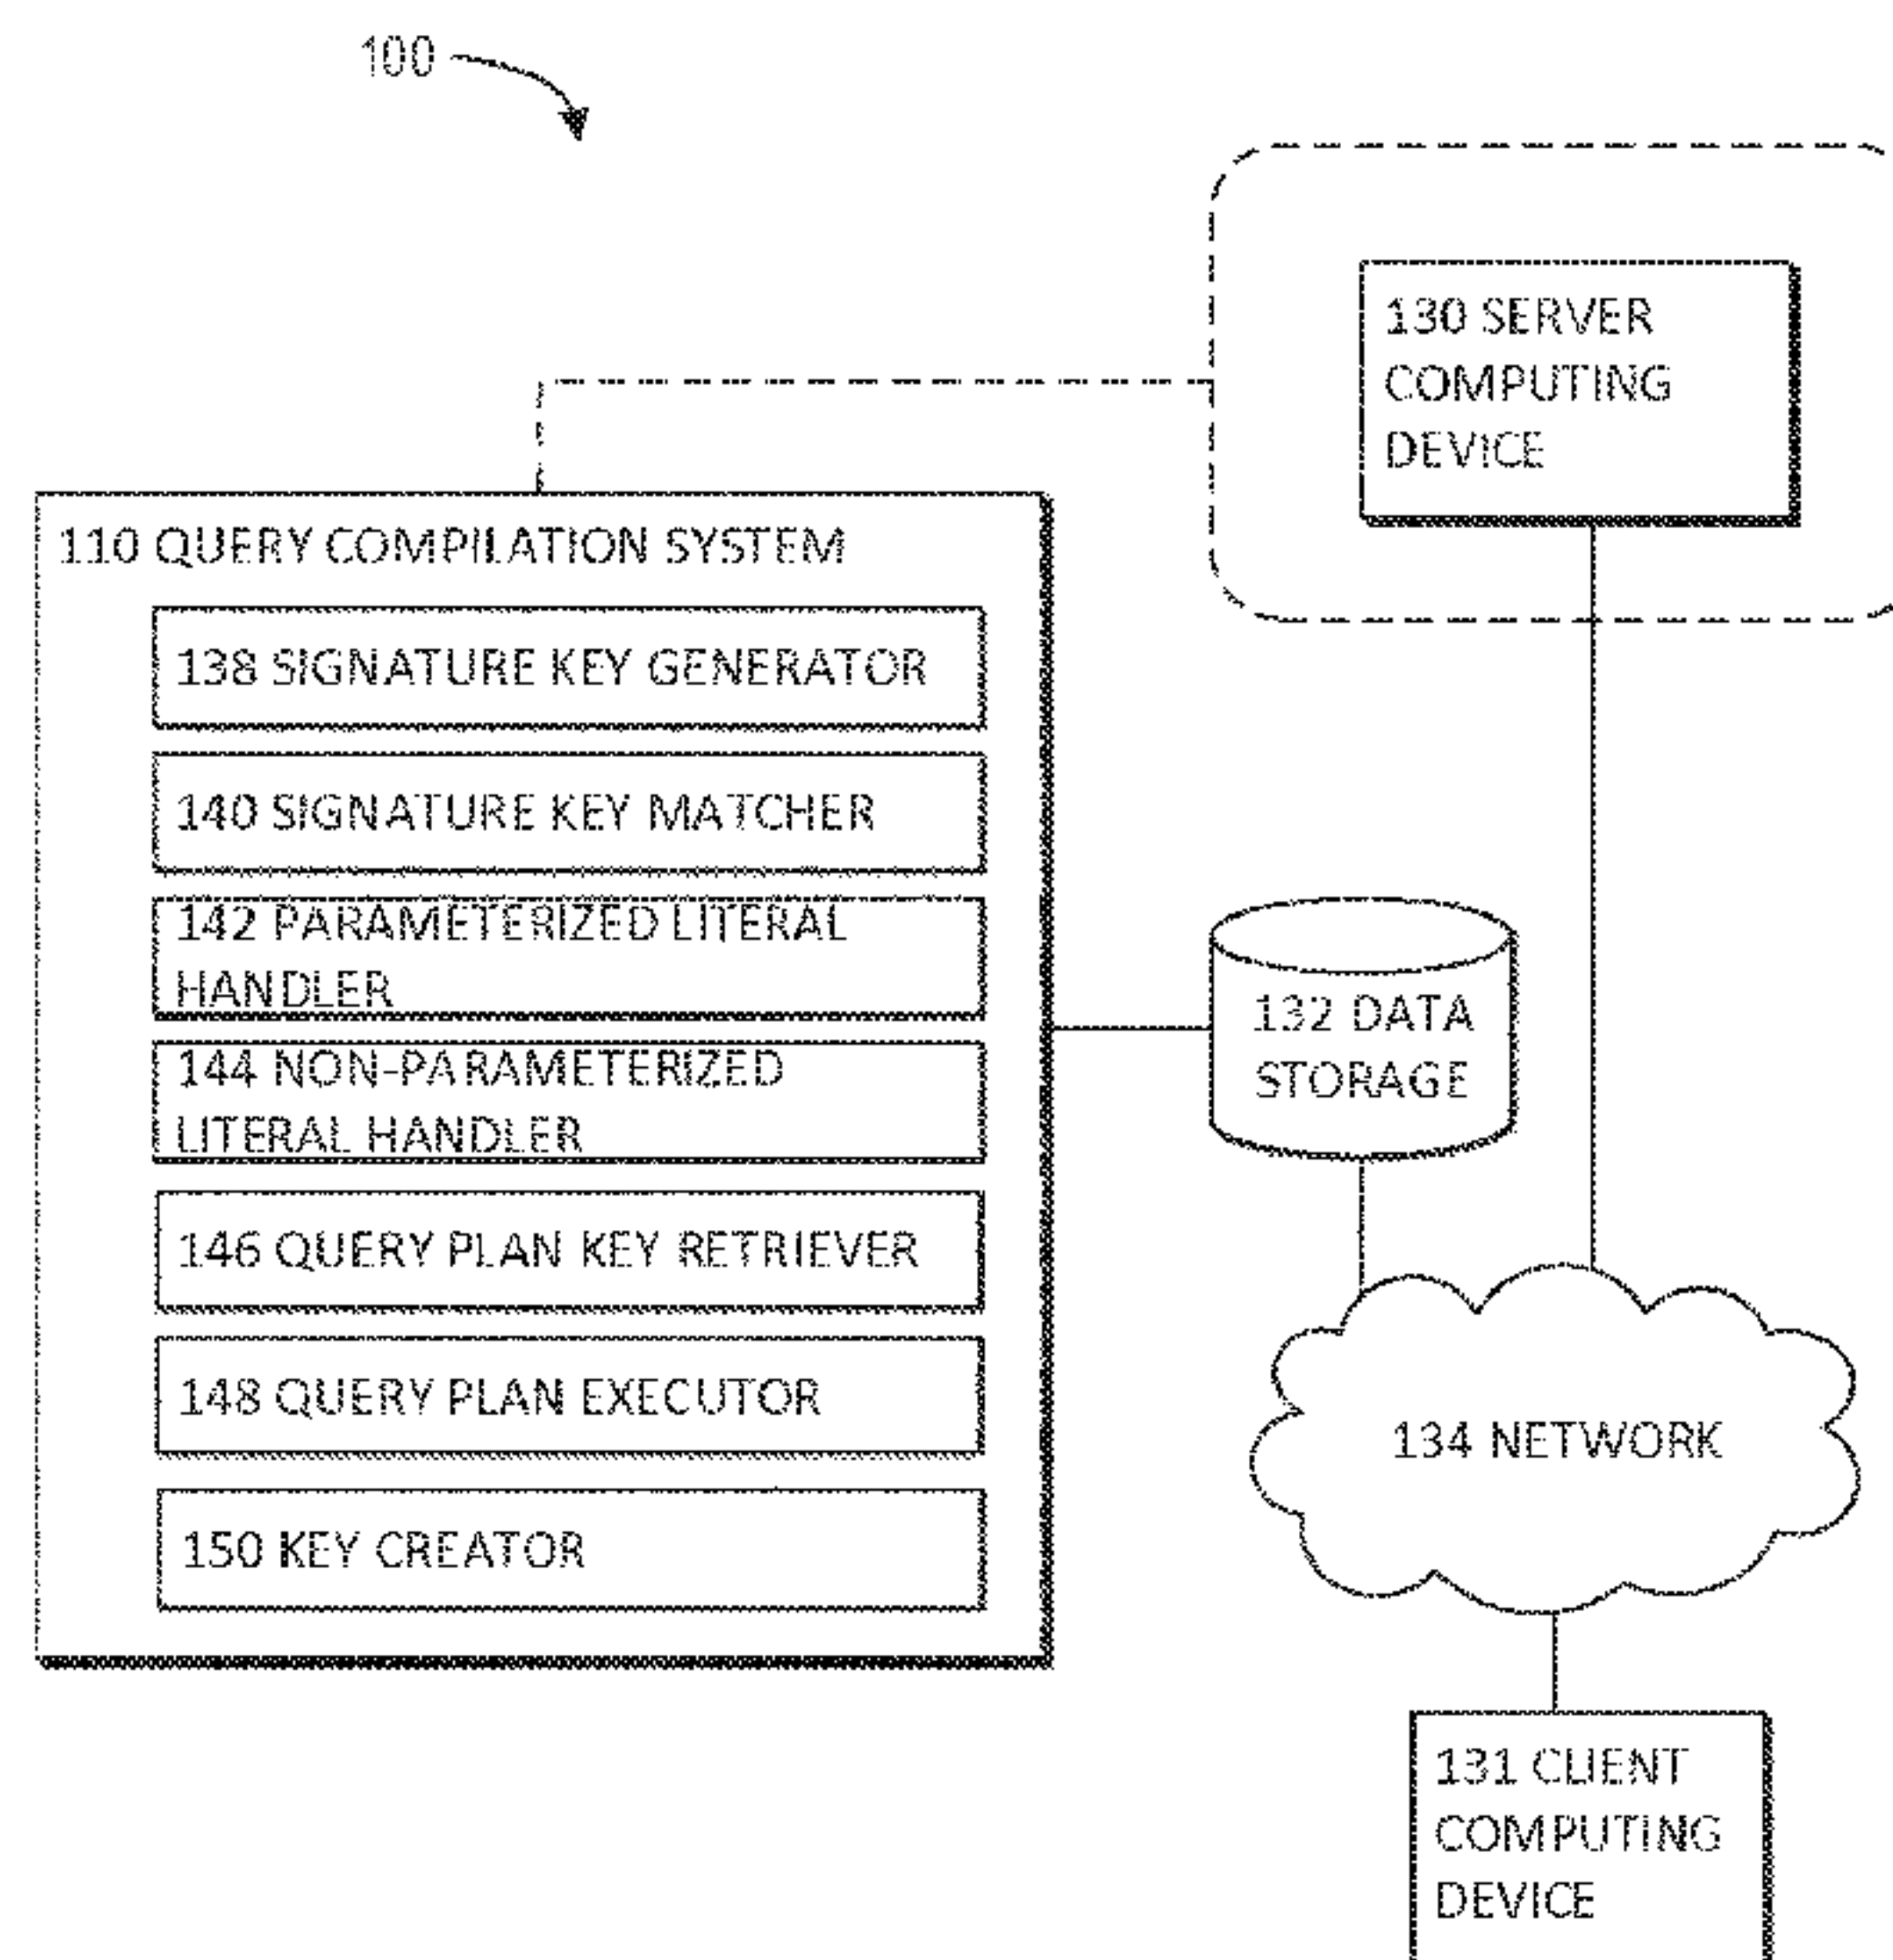 100
130 SERVER
COMPUTING
DEVICE
110 QUERY COMPILATION SYSTEM
138 SIGNATURE KEY GENERATOR
140 SIGNATURE KEY MATCHER
142 PARAMETERIZED LITERAL
HANDLER
144 NON-PARAMETERIZED
LITERAL HANDLER
146 QUERY PLAN KEY RETRIEVER
148 QUERY PLAN EXECUTOR
150 KEY CREATOR
132 DATA
STORAGE
134 NETWORK
131 CLIENT
COMPUTING
DEVICE